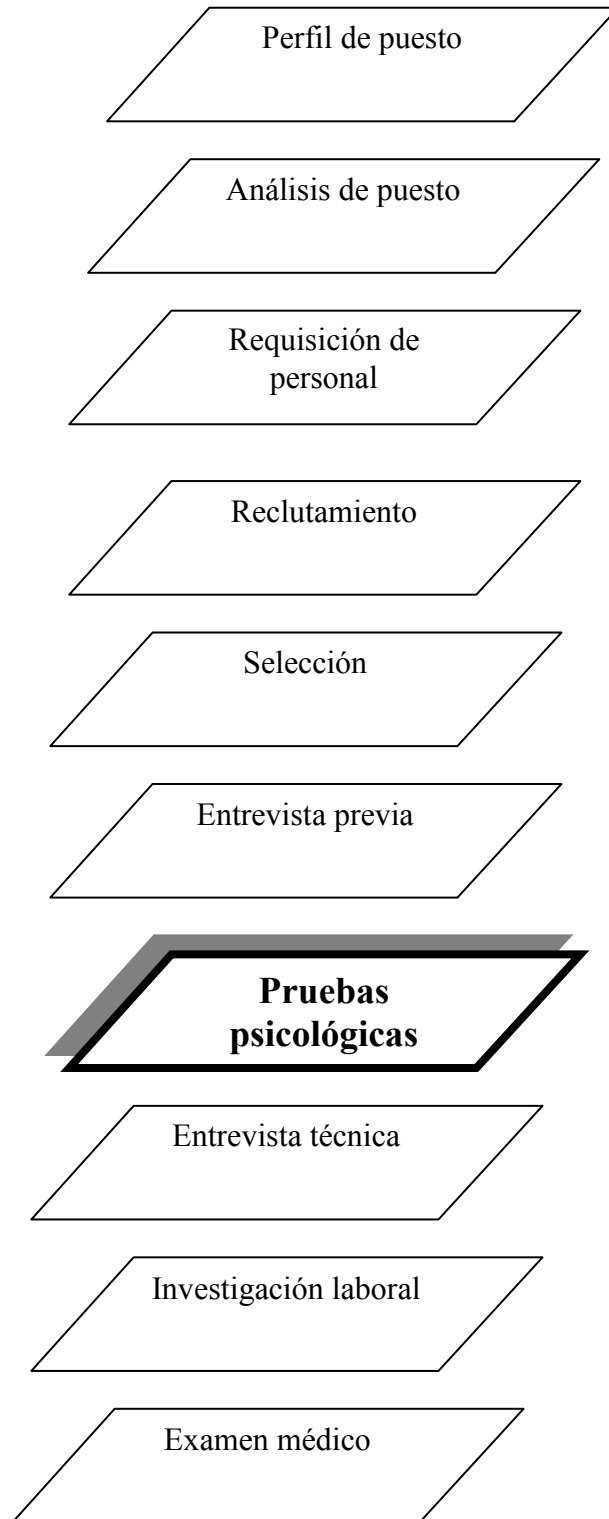 Perfil de puesto
Análisis de puesto
Requisición de
personal
Reclutamiento
Selección
Entrevista previa
Pruebas
psicológicas
Entrevista técnica
Investigación laboral
Examen médico